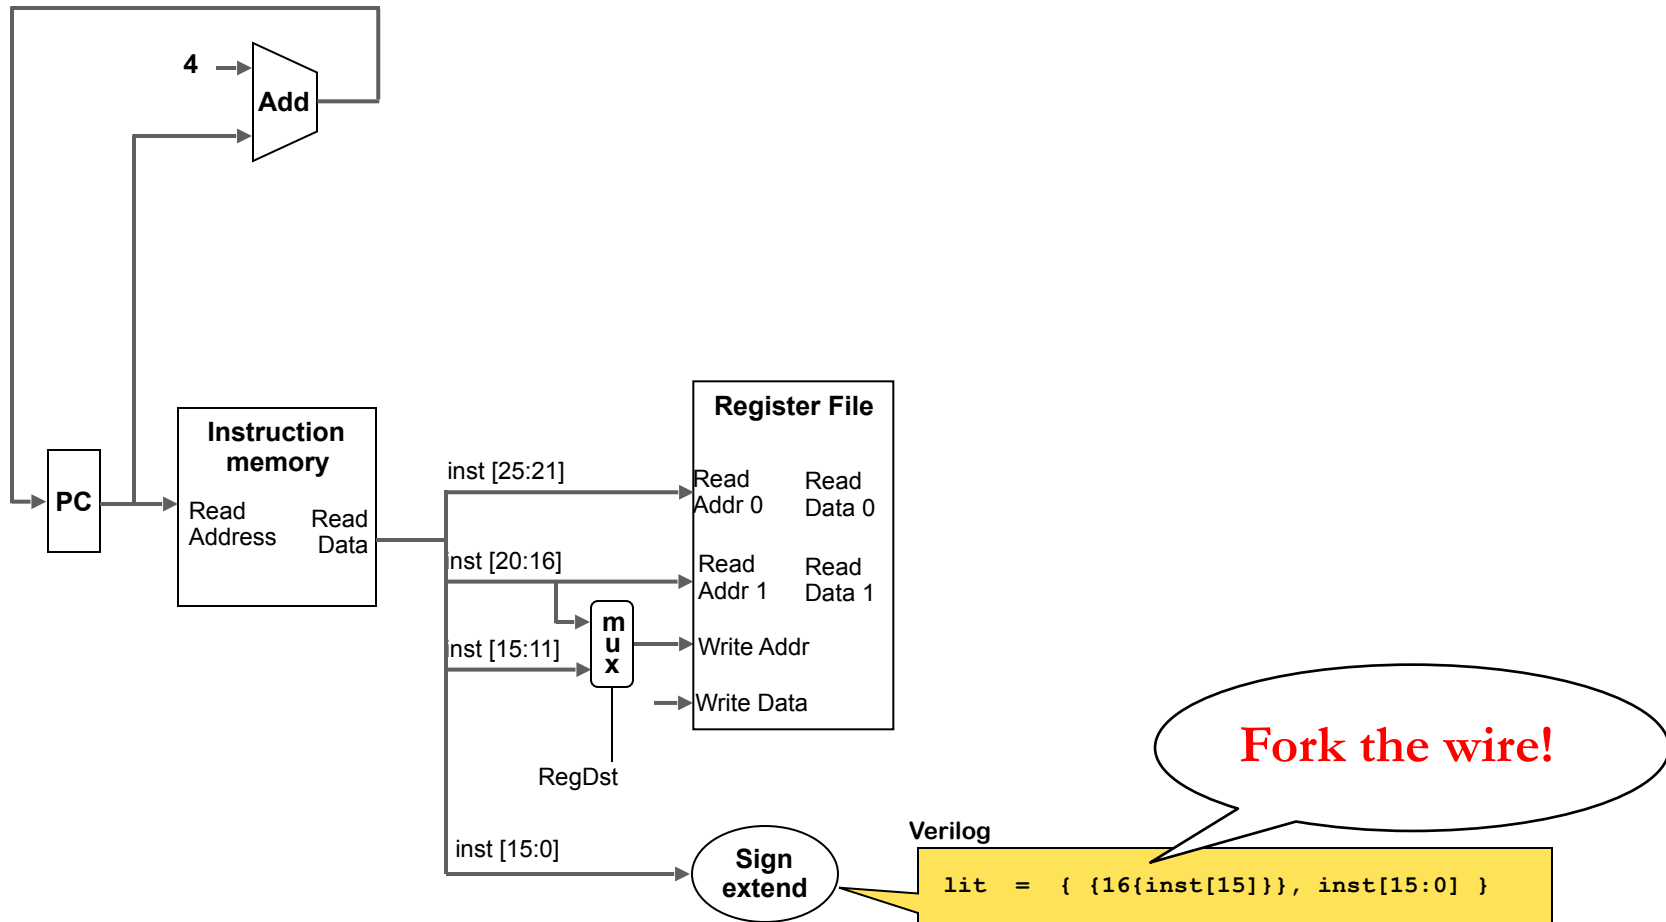 4
Add
PC
Instruction
memory
Read
Address
Read
Data
inst [25:21]
inst [20:16]
inst [15:11]
inst [15:0]
m
u
x
RegDst
Register File
Read
Addr 0
Read
Data 0
Read
Addr 1
Read
Data 1
Write Addr
Write Data
Sign
extend
Fork the wire!
Verilog
lit = { {16{inst[15]}}, inst[15:0] }